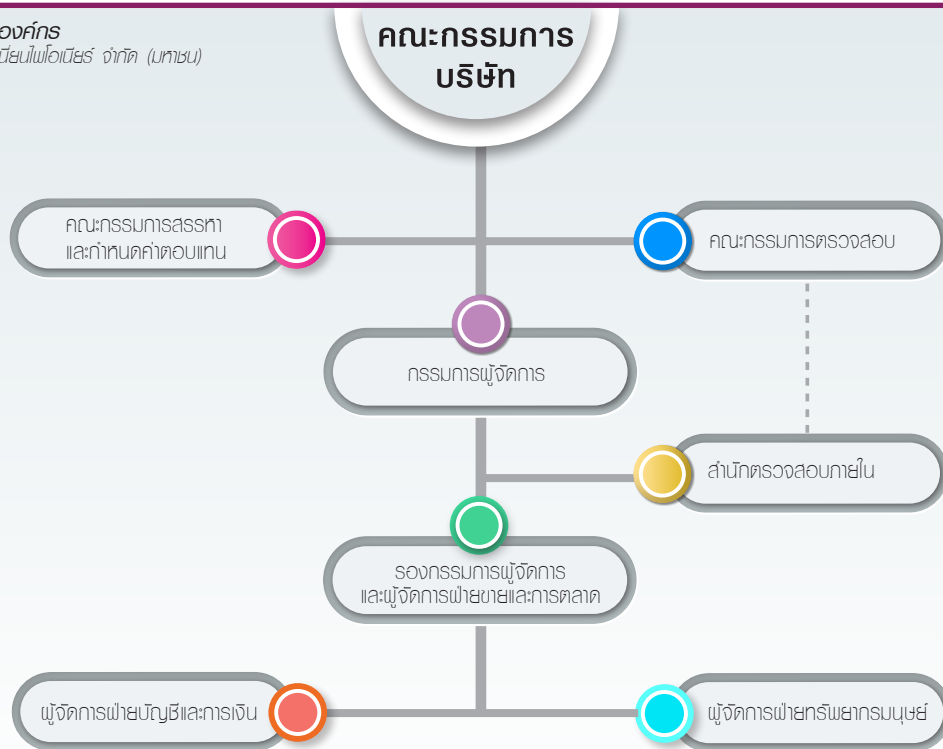 องค์กร
เนี่ยนไพโอเนียร์ จำกัด (มหาชน)
คณะกรรมการ
บริษัท
คณะกรรมการสรรหา
และกำหนดค่าตอบแทน
คณะกรรมการตรวจสอบ
กรรมการผู้จัดการ
สำนักตรวจสอบภายใน
รองกรรมการผู้จัดการ
และผู้จัดการฝ่ายขายและการตลาด
ผู้จัดการฝ่ายบัญชีและการเงิน
ผู้จัดการฝ่ายทรัพยากรมนุษย์